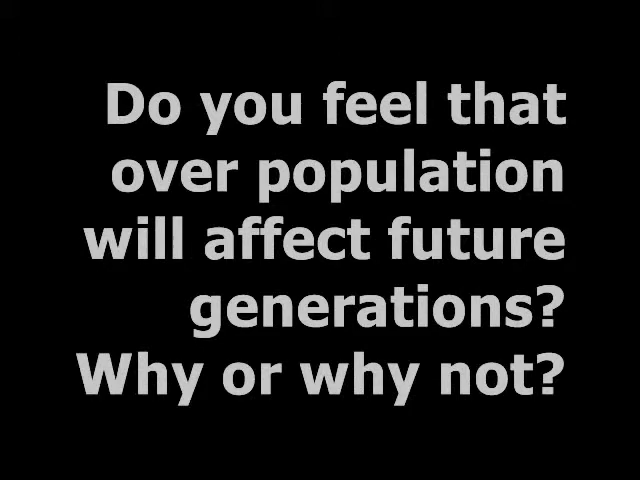 Do you feel that
over population
will affect future
generations?
Why or why not?